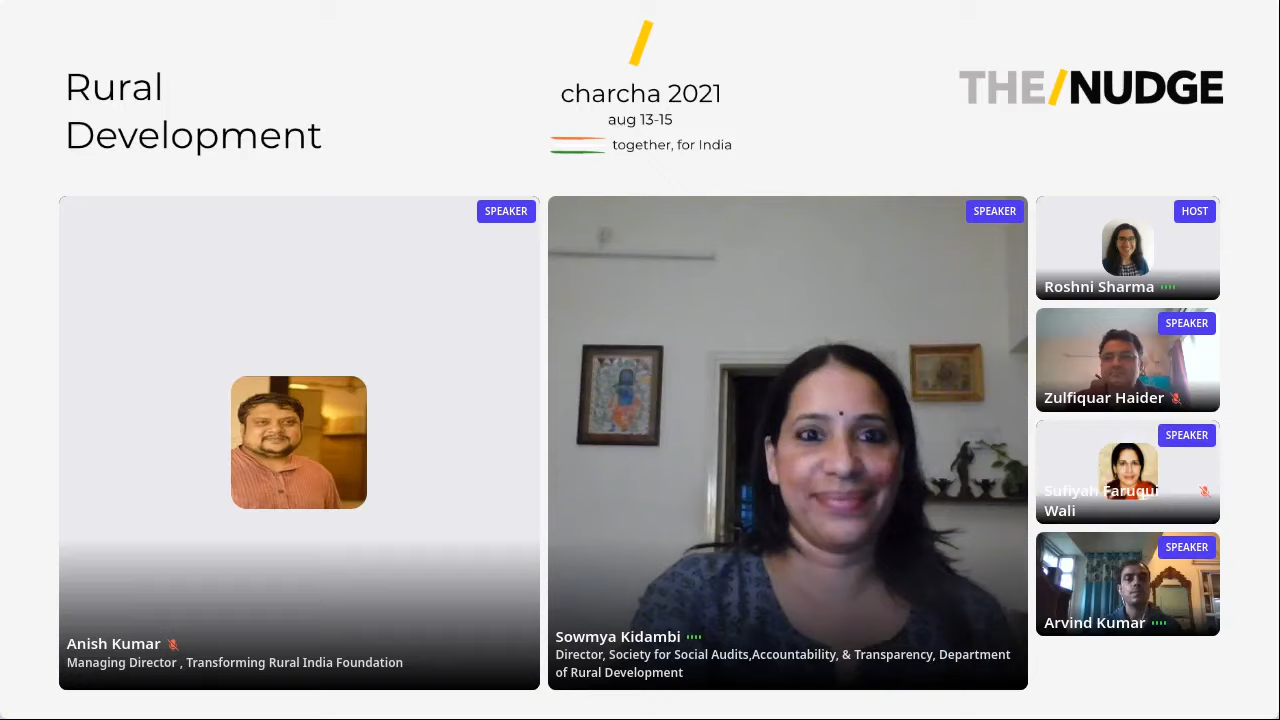 Rural
Development
charcha 2021
aug 13-15
together, for India
THE/NUDGE
SPEAKER
Anish Kumar
Managing Director , Transforming Rural India Foundation
SPEAKER
Sowmya Kidambi
Director, Society for Social Audits,Accountability, & Transparency, Department
of Rural Development
HOST
Roshni Sharma
SPEAKER
Zulfiquar Haider
SPEAKER
Sufiyah Faruqui
Wali
SPEAKER
Arvind Kumar